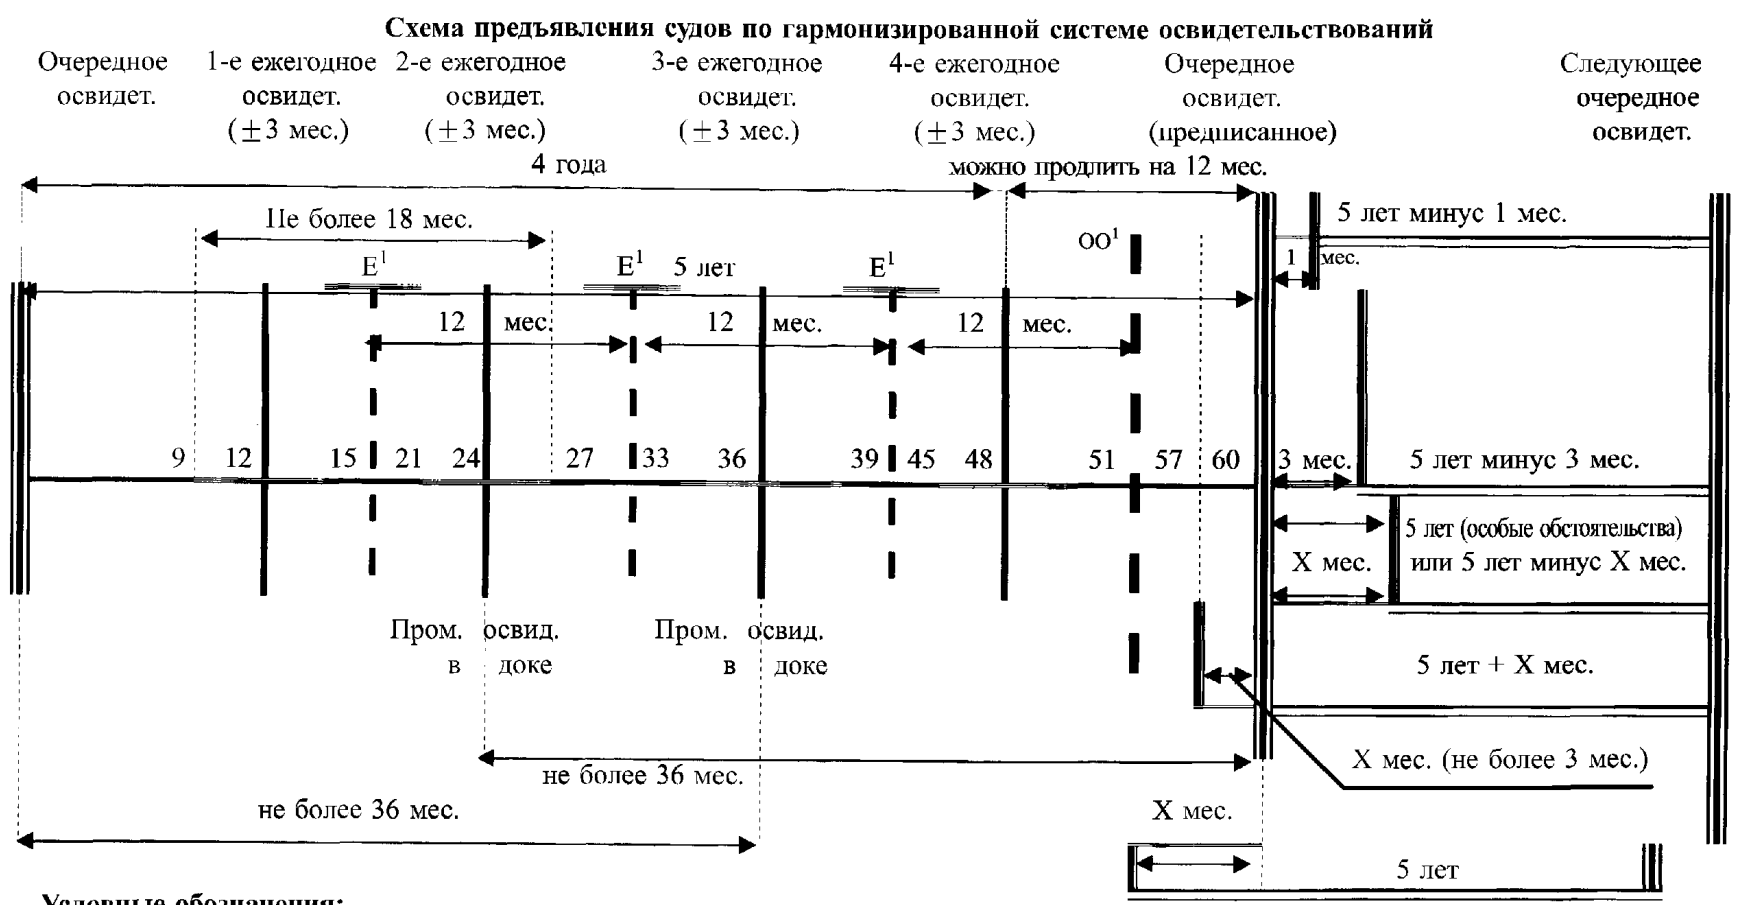 Схема предъявления судов по гармонизированной системе освидетельствований
Очередное 1-е ежегодное 2-е ежегодное 3-е ежегодное 4-е ежегодное Очередное Следующее
освидет. освидет. освидет. освидет. освидет. освидет. очередное
(±3 мес.) (±3 мес.) (±3 мес.) (±3 мес.) (предписанное) освидет.
4 года можно продлить на 12 мес.
Не более 18 мес. 5 лет минус 1 мес.
ОО¹
Е¹ Е¹ 5 лет Е¹ 1 мес.
12 мес. 12 мес. 12 мес.
9 12 15 21 24 27 33 36 39 45 48 51 57 60 3 мес. 5 лет минус 3 мес.
5 лет (особые обстоятельства)
Х мес. или 5 лет минус Х мес.
Пром. освид. Пром. освид.
в доке в доке 5 лет + Х мес.
не более 36 мес. Х мес. (не более 3 мес.)
не более 36 мес. Х мес.
5 лет
Условные обозначения: